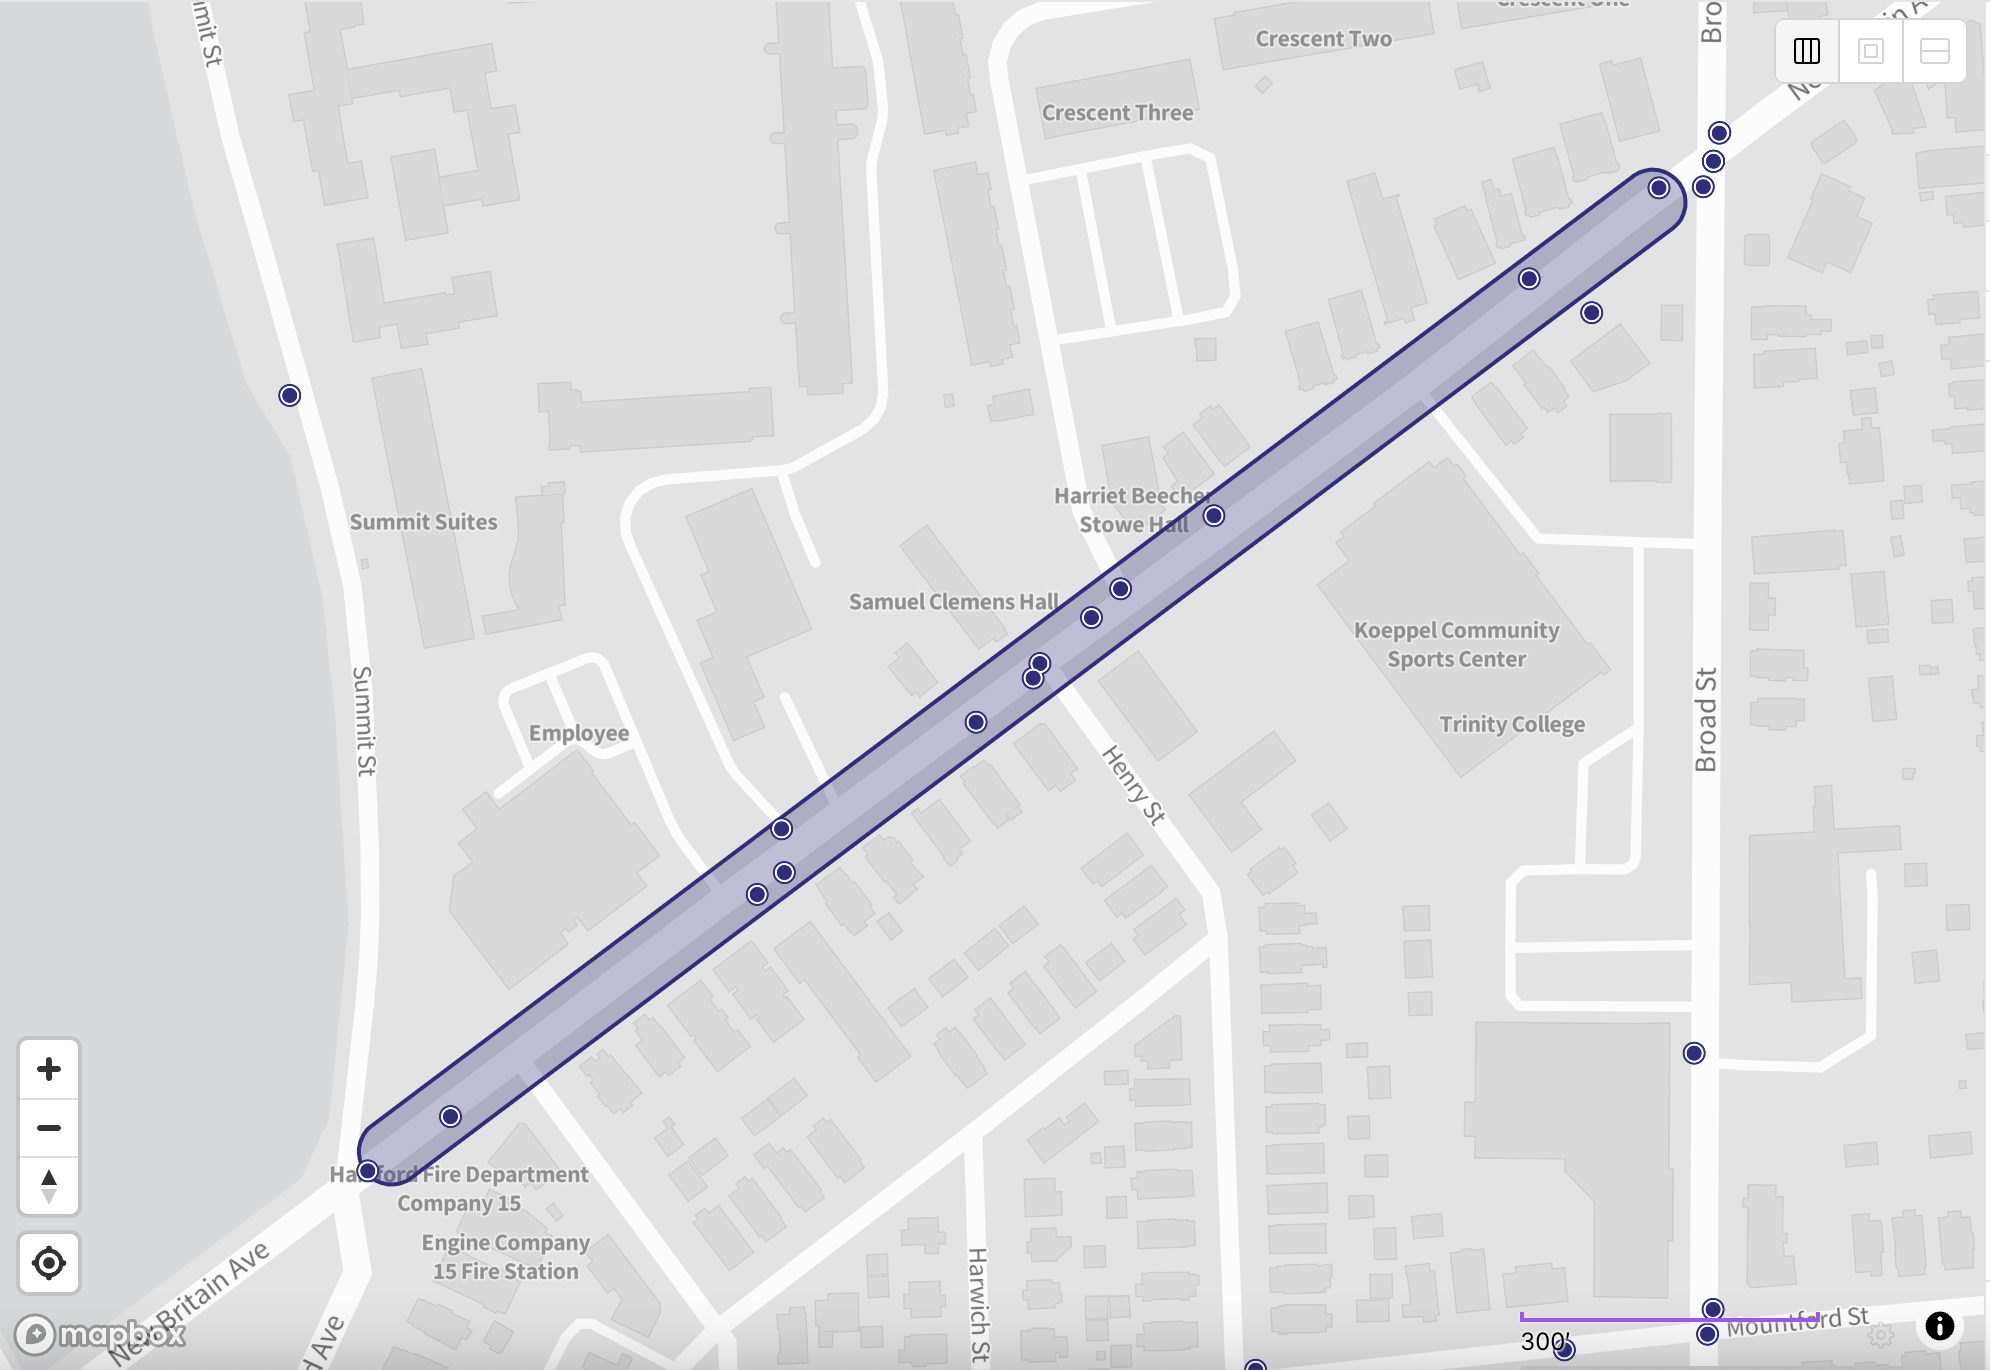 Crescent One
Crescent Two
Crescent Three
Harriet Beecher
Stowe Hall
Summit Suites
Samuel Clemens Hall
Koeppel Community
Sports Center
Trinity College
Employee
Summit St
Broad St
Henry St
Hartford Fire Department
Company 15
Engine Company
15 Fire Station
New Britain Ave
Harwich St
Mountford St
300'
mapbox